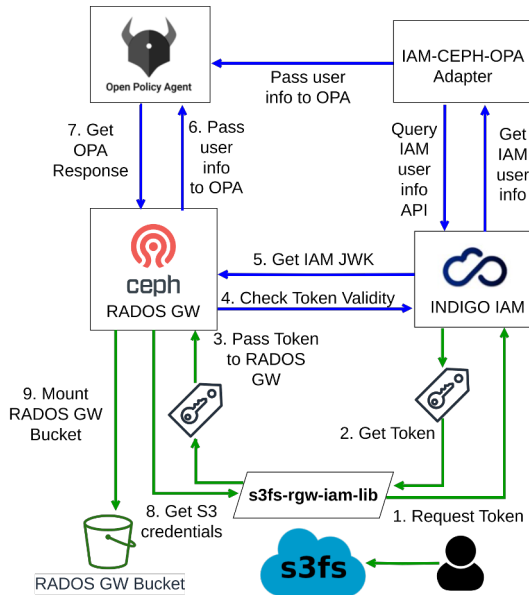 Open Policy Agent
IAM-CEPH-OPA
Adapter
Pass user
info to OPA
7. Get
OPA
Response
6. Pass
user
info
to OPA
Query
IAM
user
info
API
Get
IAM
user
info
ceph
RADOS GW
5. Get IAM JWK
4. Check Token Validity
INDIGO IAM
3. Pass Token
to RADOS
GW
9. Mount
RADOS GW
Bucket
2. Get Token
s3fs-rgw-iam-lib
8. Get S3
credentials
1. Request Token
s3fs
RADOS GW Bucket